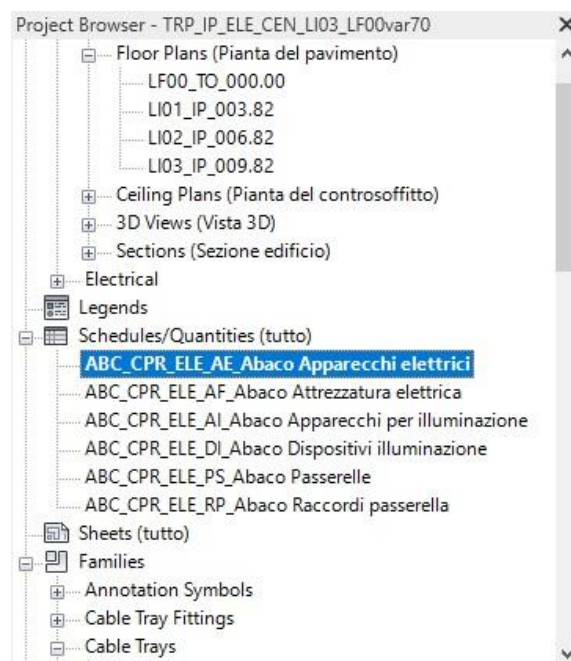 Project Browser - TRP_IP_ELE_CEN_LI03_LF00var70
Floor Plans (Pianta del pavimento)
LF00_TO_000.00
LI01_IP_003.82
LI02_IP_006.82
LI03_IP_009.82
Ceiling Plans (Pianta del controsoffitto)
3D Views (Vista 3D)
Sections (Sezione edificio)
Electrical
Legends
Schedules/Quantities (tutto)
ABC_CPR_ELE_AE_Abaco Apparecchi elettrici
ABC_CPR_ELE_AF_Abaco Attrezzatura elettrica
ABC_CPR_ELE_AI_Abaco Apparecchi per illuminazione
ABC_CPR_ELE_DI_Abaco Dispositivi illuminazione
ABC_CPR_ELE_PS_Abaco Passerelle
ABC_CPR_ELE_RP_Abaco Raccordi passerella
Sheets (tutto)
Families
Annotation Symbols
Cable Tray Fittings
Cable Trays